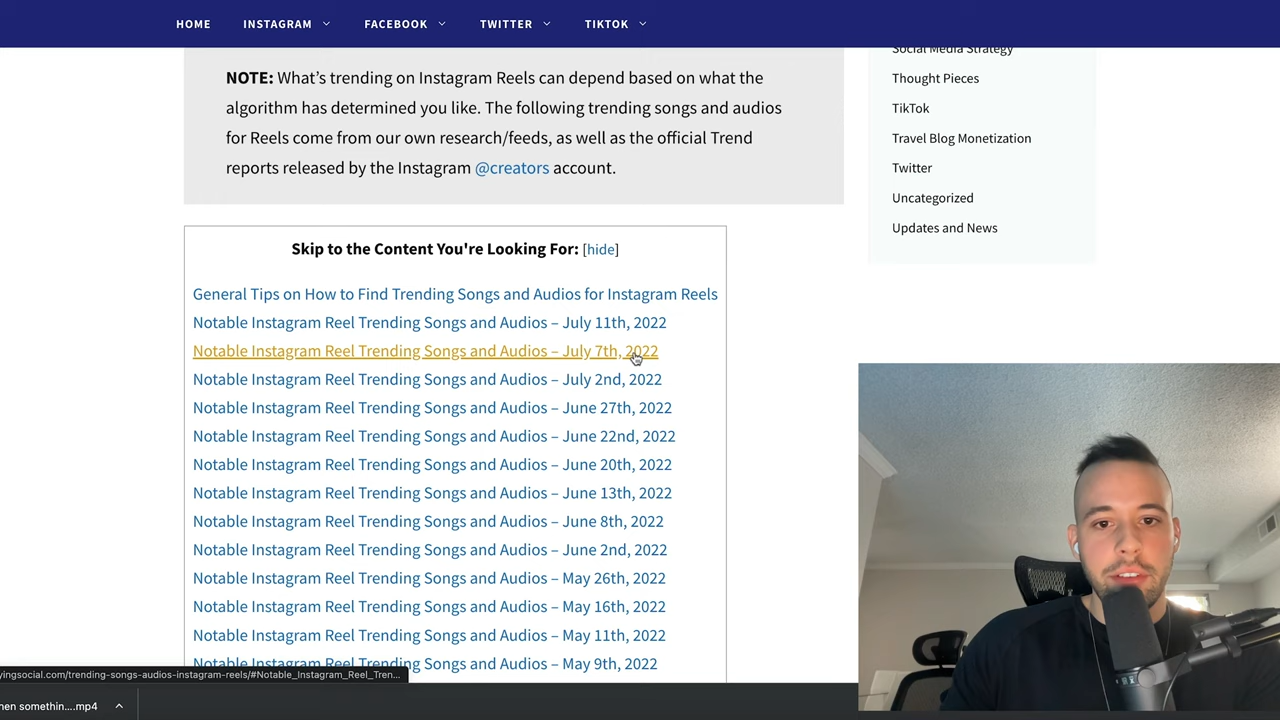 HOME INSTAGRAM FACEBOOK TWITTER TIKTOK
NOTE: What’s trending on Instagram Reels can depend based on what the
algorithm has determined you like. The following trending songs and audios
for Reels come from our own research/feeds, as well as the official Trend
reports released by the Instagram @creators account.
Skip to the Content You're Looking For: [hide]
General Tips on How to Find Trending Songs and Audios for Instagram Reels
Notable Instagram Reel Trending Songs and Audios – July 11th, 2022
Notable Instagram Reel Trending Songs and Audios – July 7th, 2022
Notable Instagram Reel Trending Songs and Audios – July 2nd, 2022
Notable Instagram Reel Trending Songs and Audios – June 27th, 2022
Notable Instagram Reel Trending Songs and Audios – June 22nd, 2022
Notable Instagram Reel Trending Songs and Audios – June 20th, 2022
Notable Instagram Reel Trending Songs and Audios – June 13th, 2022
Notable Instagram Reel Trending Songs and Audios – June 8th, 2022
Notable Instagram Reel Trending Songs and Audios – June 2nd, 2022
Notable Instagram Reel Trending Songs and Audios – May 26th, 2022
Notable Instagram Reel Trending Songs and Audios – May 16th, 2022
Notable Instagram Reel Trending Songs and Audios – May 11th, 2022
Notable Instagram Reel Trending Songs and Audios – May 9th, 2022
Social Media Strategy
Thought Pieces
TikTok
Travel Blog Monetization
Twitter
Uncategorized
Updates and News
yingsocial.com/trending-songs-audios-instagram-reels/#Notable_Instagram_Reel_Tren...
hen somethin....mp4